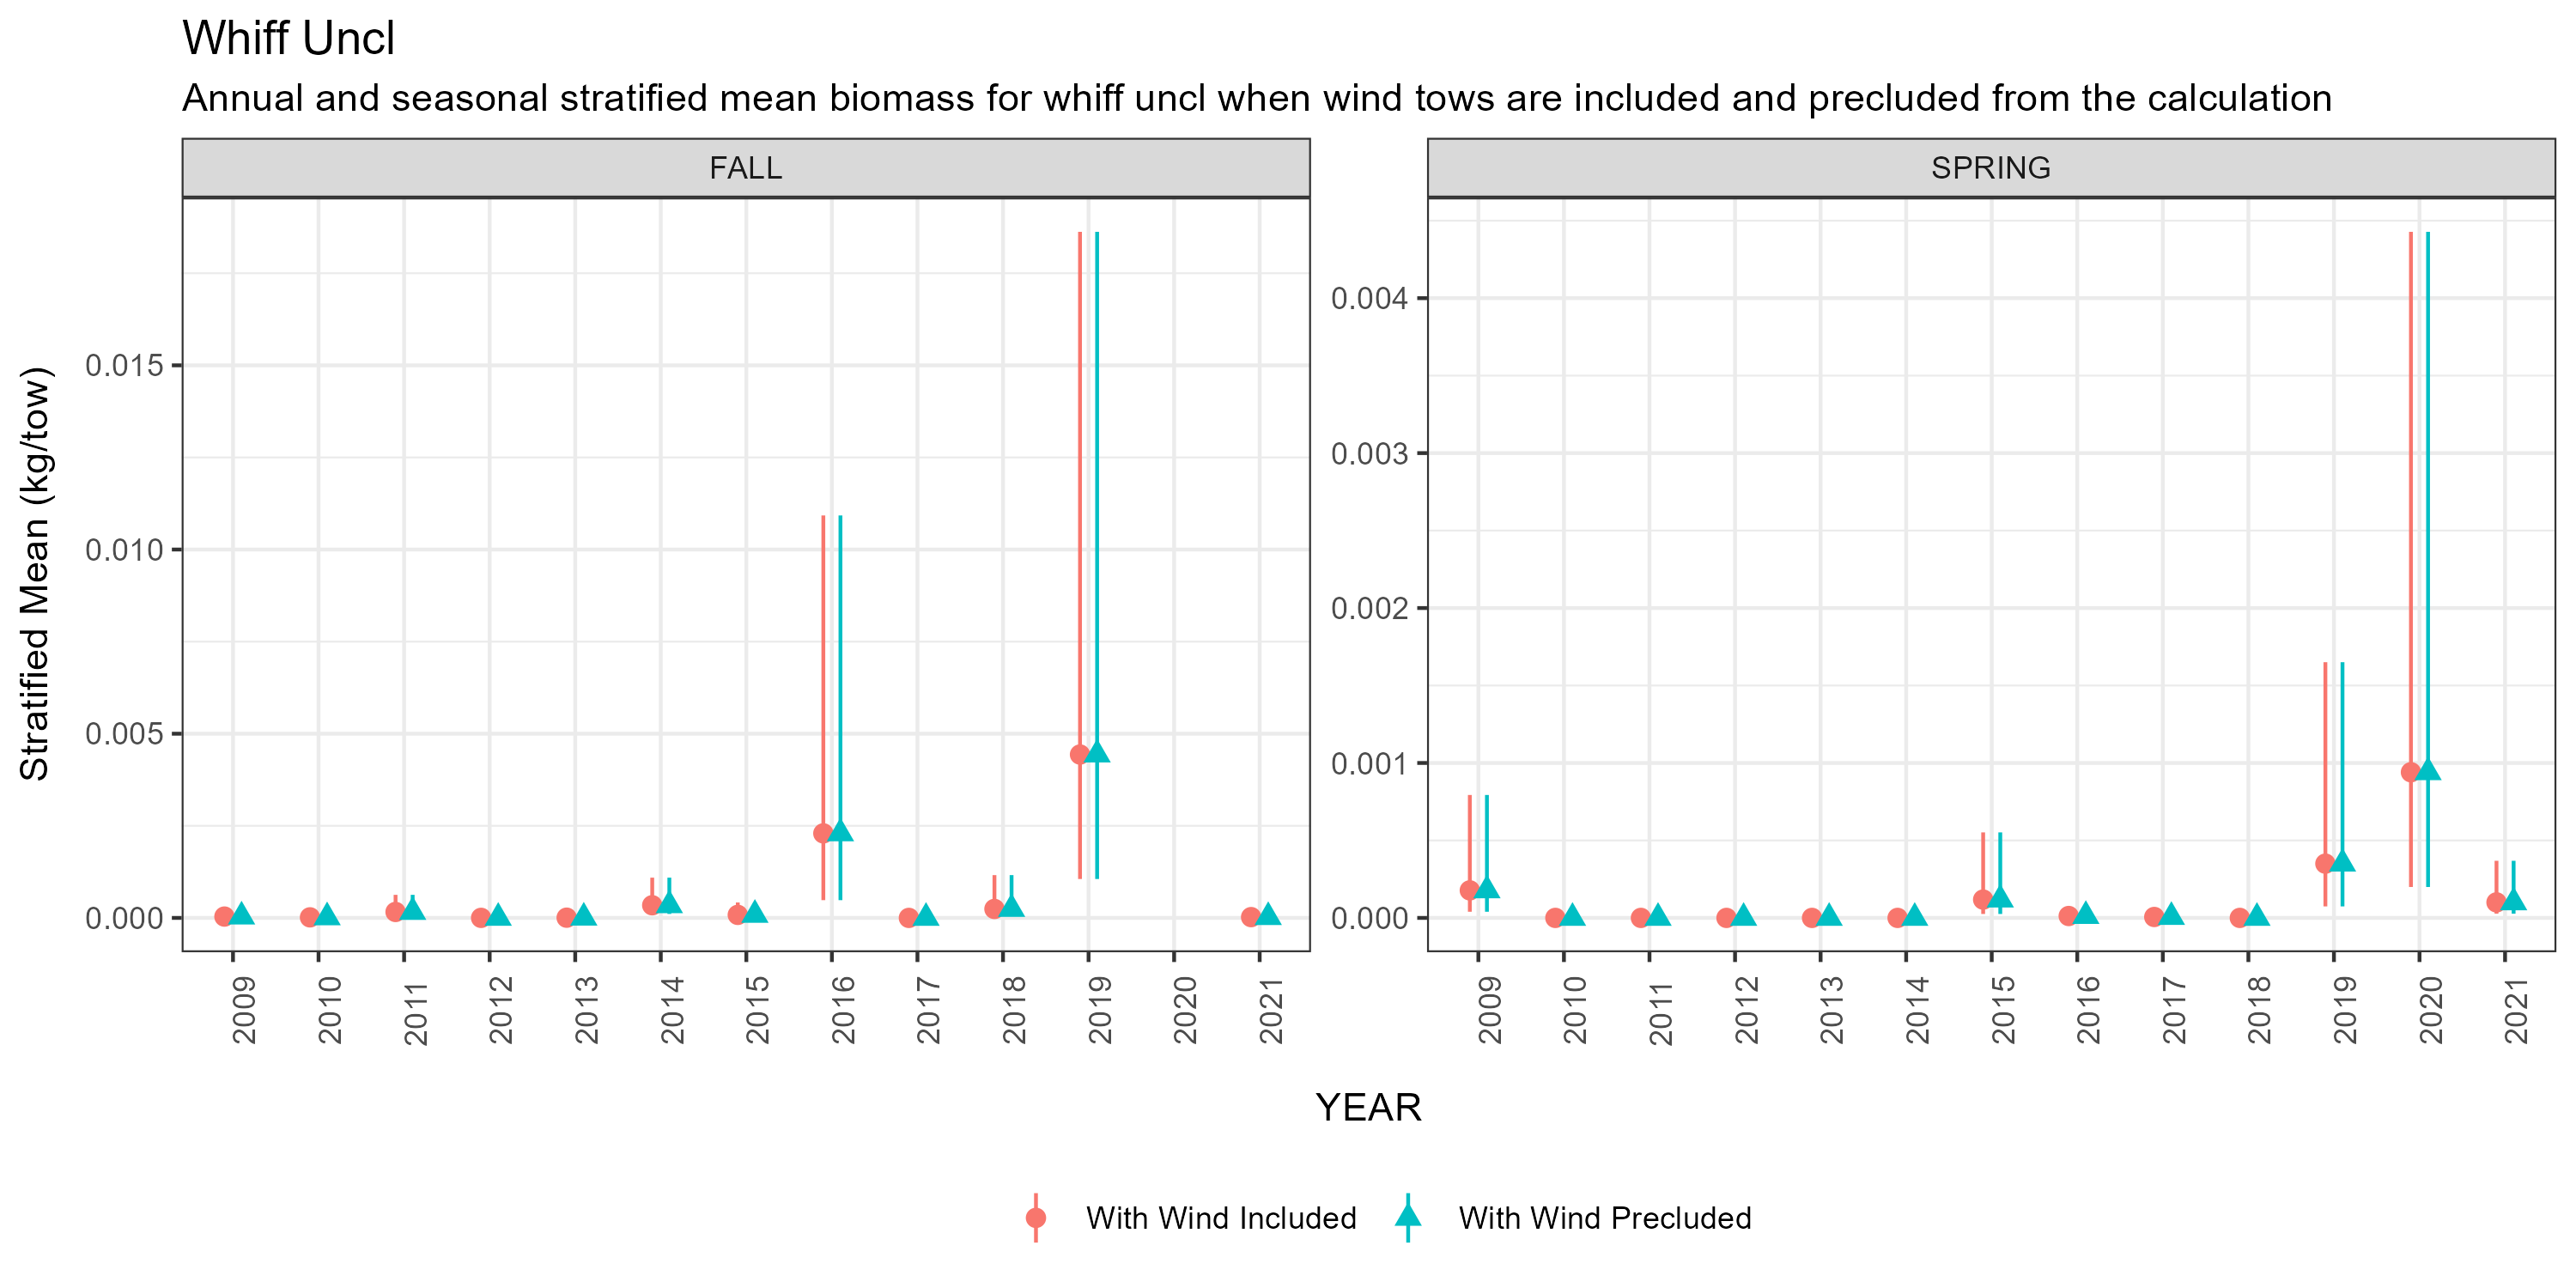 Whiff Uncl
Annual and seasonal stratified mean biomass for whiff uncl when wind tows are included and precluded from the calculation
FALL
SPRING
Stratified Mean (kg/tow)
0.015
0.010
0.005
0.000
0.004
0.003
0.002
0.001
0.000
2009 2010 2011 2012 2013 2014 2015 2016 2017 2018 2019 2020 2021
2009 2010 2011 2012 2013 2014 2015 2016 2017 2018 2019 2020 2021
YEAR
With Wind Included
With Wind Precluded